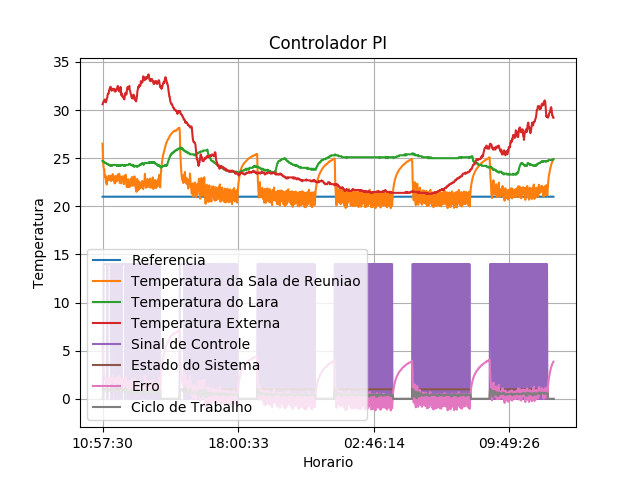 Controlador PI
35
30
25
20
15
10
5
0
Temperatura
Referencia
Temperatura da Sala de Reuniao
Temperatura do Lara
Temperatura Externa
Sinal de Controle
Estado do Sistema
Erro
Ciclo de Trabalho
10:57:30 18:00:33 02:46:14 09:49:26
Horario